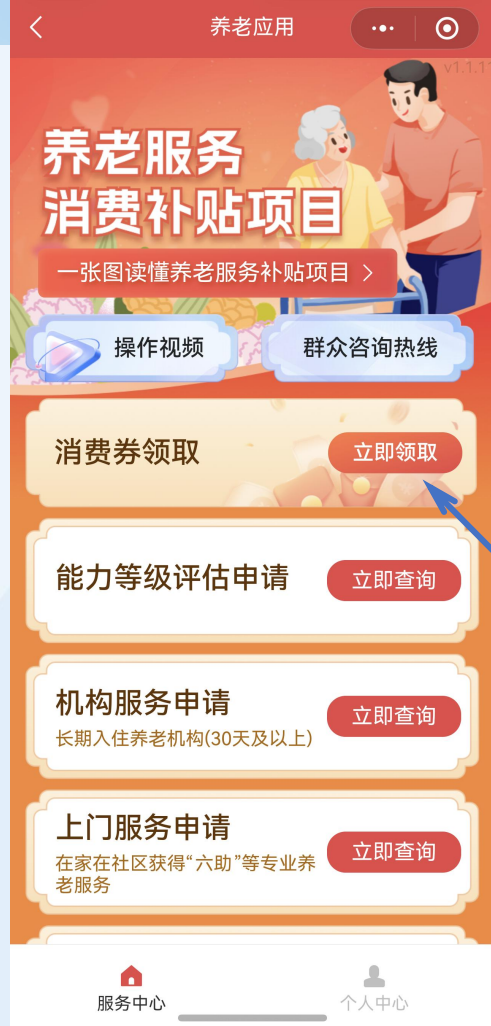 养老应用
v1.1.11
养老服务
消费补贴项目
一张图读懂养老服务补贴项目 >
操作视频
群众咨询热线
消费券领取
立即领取
能力等级评估申请
立即查询
机构服务申请
长期入住养老机构(30天及以上)
立即查询
上门服务申请
在家在社区获得“六助”等专业养
老服务
立即查询
服务中心
个人中心